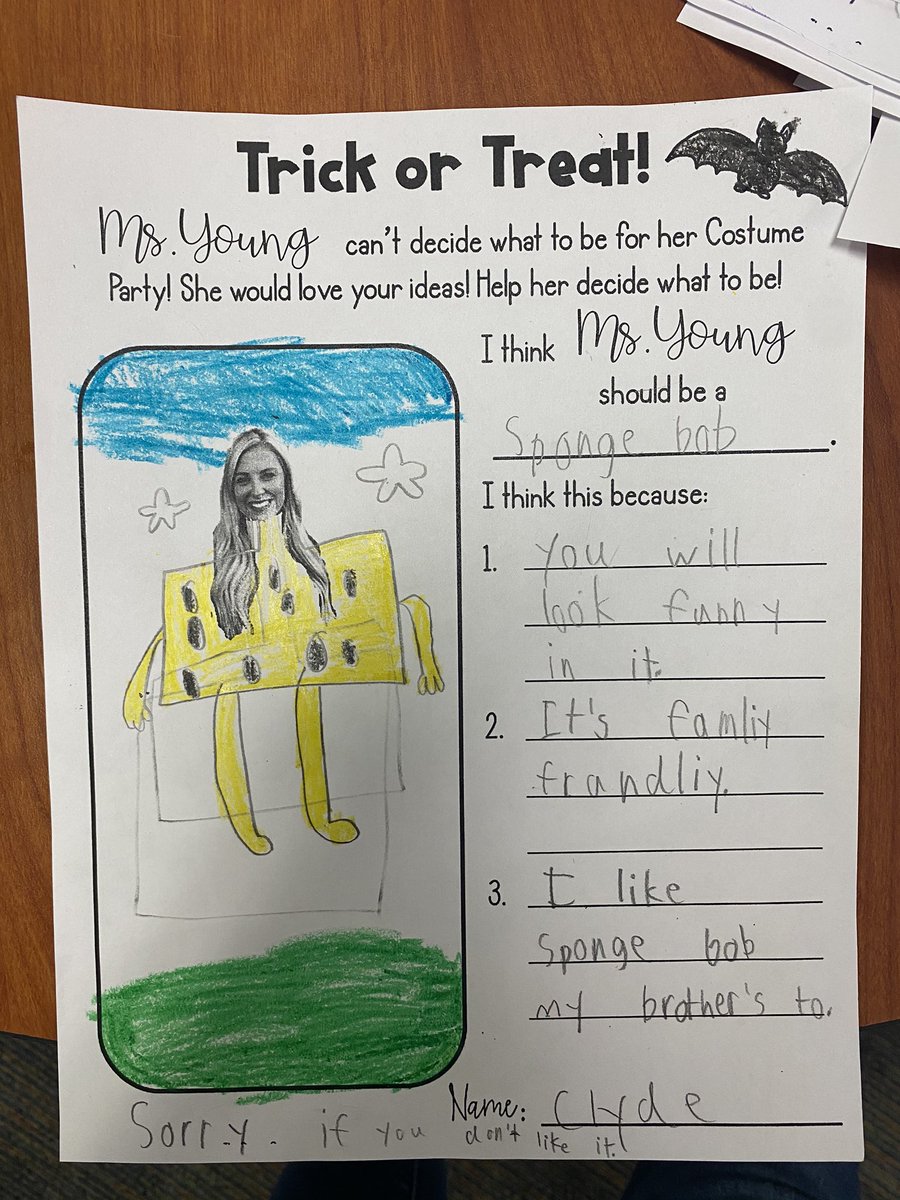 Trick or Treat!
Ms. Young can't decide what to be for her Costume
Party! She would love your ideas! Help her decide what to be!
I think Ms. Young
should be a
Sponge bob.
I think this because:
1. You will
look funny
in it.
2. It's famliy
frandliy.
3. I like
Sponge bob
my brother's to.
Name: Clyde
Sorry. if you don't like it.